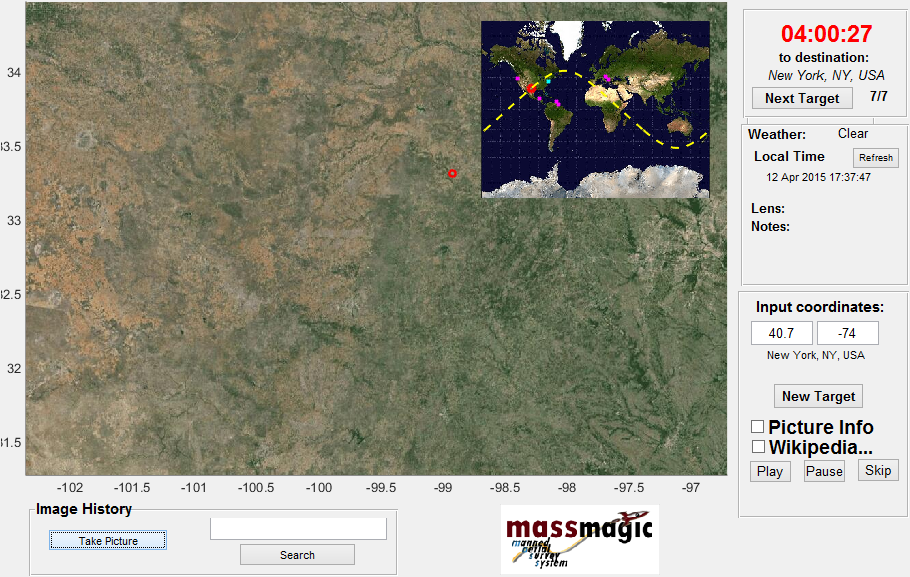 04:00:27
to destination:
New York, NY, USA
Next Target 7/7
Weather: Clear
Local Time Refresh
12 Apr 2015 17:37:47
Lens:
Notes:
Input coordinates:
40.7 -74
New York, NY, USA
New Target
Picture Info
Wikipedia...
Play Pause Skip
34
33.5
33
32.5
32
31.5
-102 -101.5 -101 -100.5 -100 -99.5 -99 -98.5 -98 -97.5 -97
Image History
Take Picture
Search
massmagic
manned
aerial
survey
system